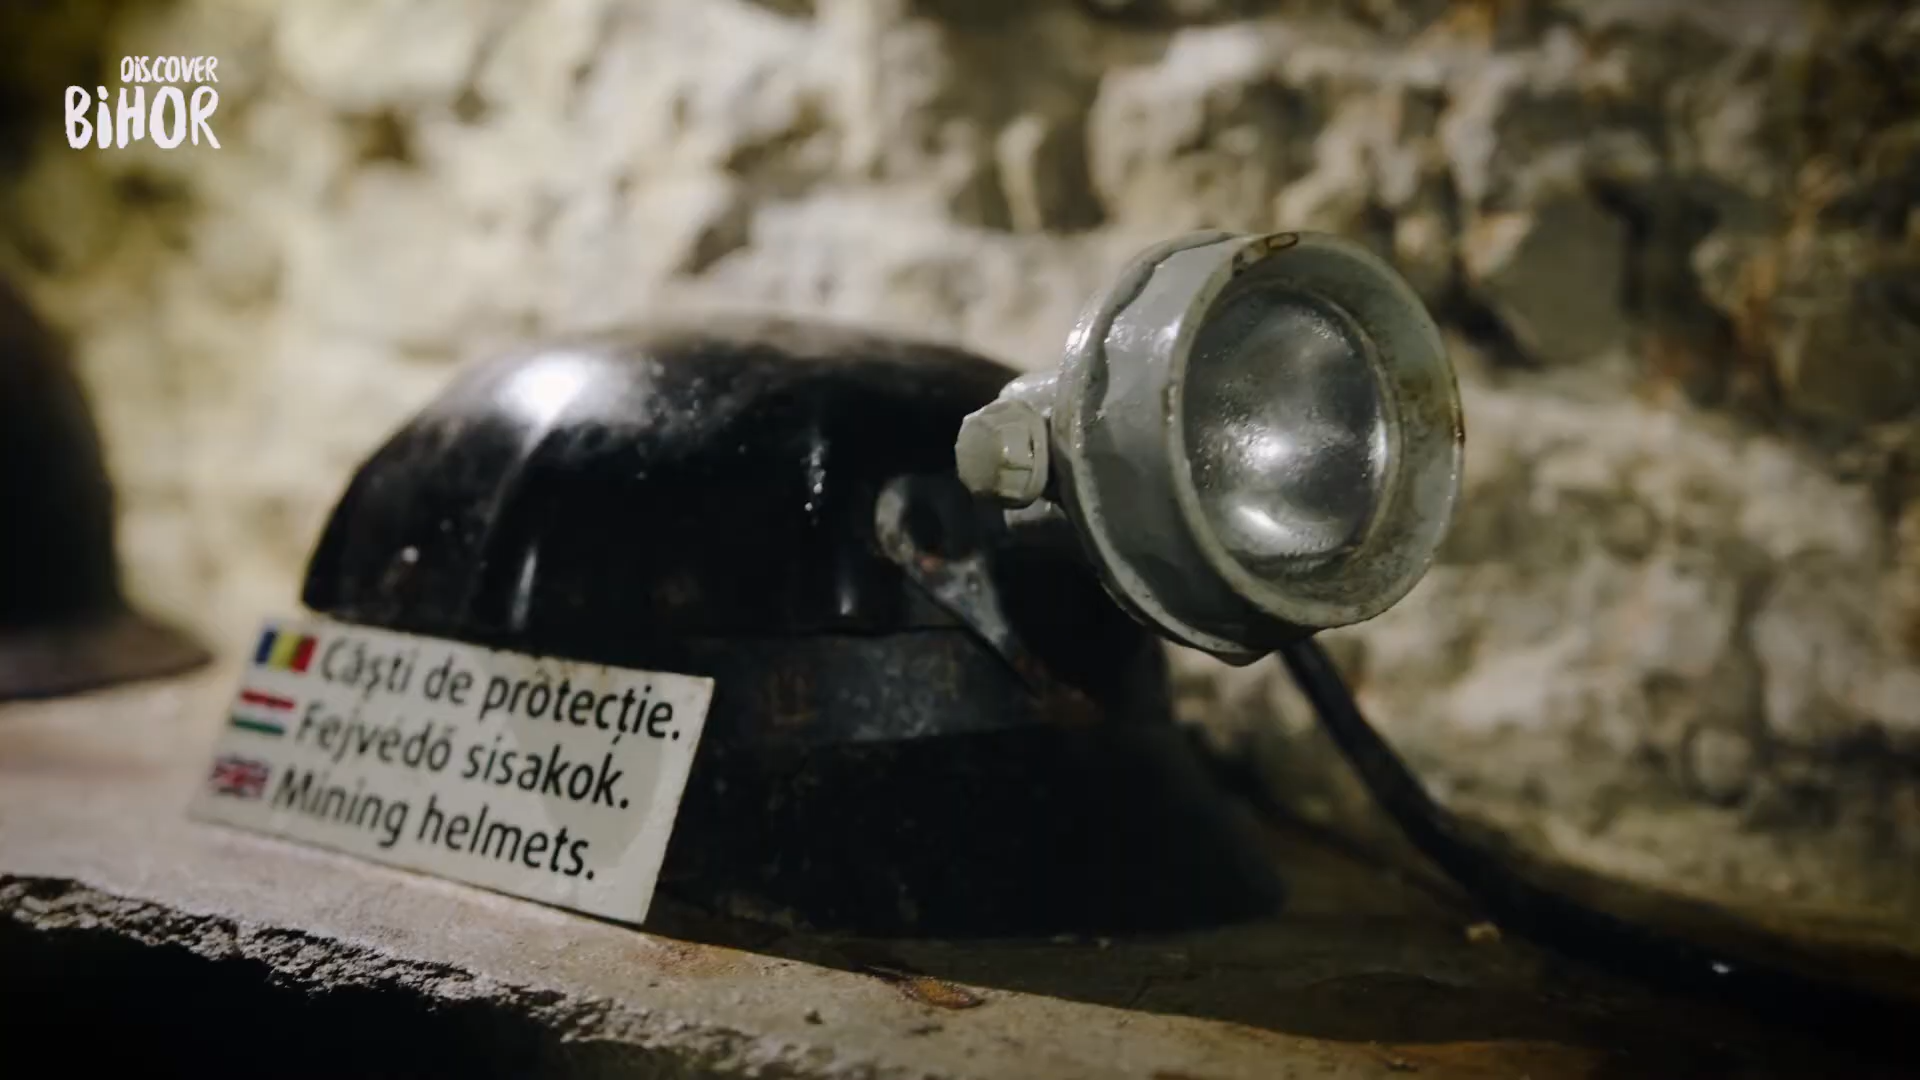 DiSCOVER
BiHOR
Căști de protecție.
Fejvédő sisakok.
Mining helmets.